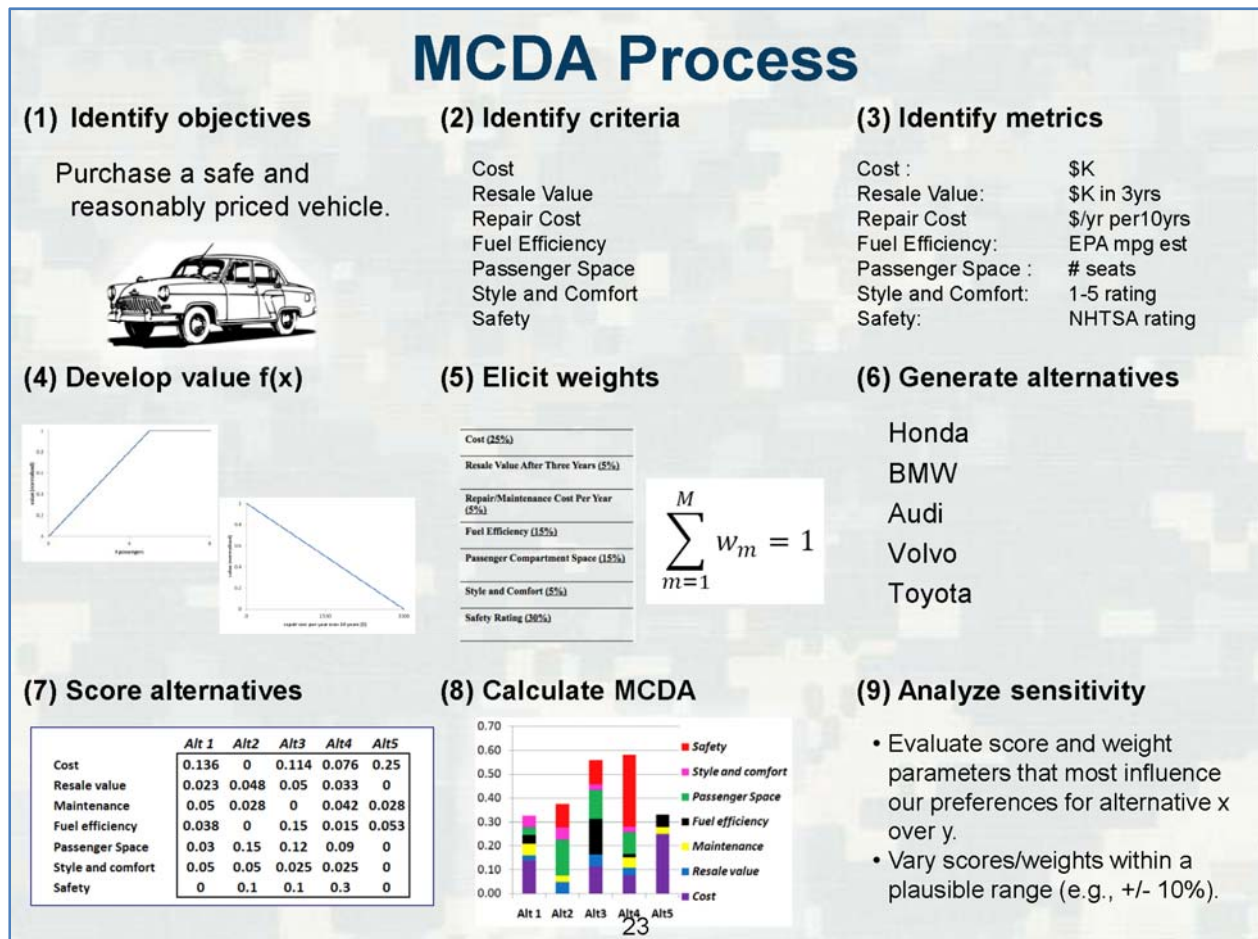 MCDA Process
(1) Identify objectives
Purchase a safe and
reasonably priced vehicle.
(2) Identify criteria
Cost
Resale Value
Repair Cost
Fuel Efficiency
Passenger Space
Style and Comfort
Safety
(3) Identify metrics
Cost : $K
Resale Value: $K in 3yrs
Repair Cost $/yr per10yrs
Fuel Efficiency: EPA mpg est
Passenger Space : # seats
Style and Comfort: 1-5 rating
Safety: NHTSA rating
(4) Develop value f(x)
value (normalized)
# passengers
value (normalized)
(5) Elicit weights
Cost (25%)
Resale Value After Three Years (5%)
Repair/Maintenance Cost Per Year
(5%)
Fuel Efficiency (15%)
Passenger Compartment Space (15%)
Style and Comfort (5%)
Safety Rating (30%)
M
∑ wm = 1
m=1
(6) Generate alternatives
Honda
BMW
Audi
Volvo
Toyota
(7) Score alternatives
Alt 1 Alt2 Alt3 Alt4 Alt5
Cost 0.136 0 0.114 0.076 0.25
Resale value 0.023 0.048 0.05 0.033 0
Maintenance 0.05 0.028 0 0.042 0.028
Fuel efficiency 0.038 0 0.15 0.015 0.053
Passenger Space 0.03 0.15 0.12 0.09 0
Style and comfort 0.05 0.05 0.025 0.025 0
Safety 0 0.1 0.1 0.3 0
(8) Calculate MCDA
0.70
0.60
0.50
0.40
0.30
0.20
0.10
0.00
Alt 1 Alt2 Alt3 Alt4 Alt5
Safety
Style and comfort
Passenger Space
Fuel efficiency
Maintenance
Resale value
Cost
(9) Analyze sensitivity
• Evaluate score and weight
parameters that most influence
our preferences for alternative x
over y.
• Vary scores/weights within a
plausible range (e.g., +/- 10%).
23